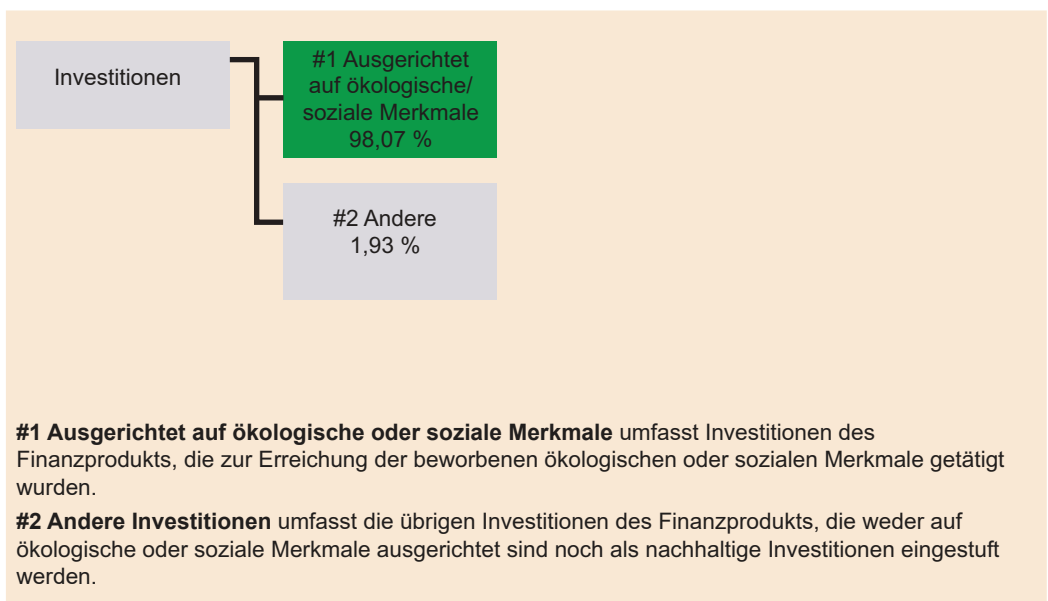 Investitionen
#1 Ausgerichtet
auf ökologische/
soziale Merkmale
98,07 %
#2 Andere
1,93 %
#1 Ausgerichtet auf ökologische oder soziale Merkmale umfasst Investitionen des
Finanzprodukts, die zur Erreichung der beworbenen ökologischen oder sozialen Merkmale getätigt
wurden.
#2 Andere Investitionen umfasst die übrigen Investitionen des Finanzprodukts, die weder auf
ökologische oder soziale Merkmale ausgerichtet sind noch als nachhaltige Investitionen eingestuft
werden.